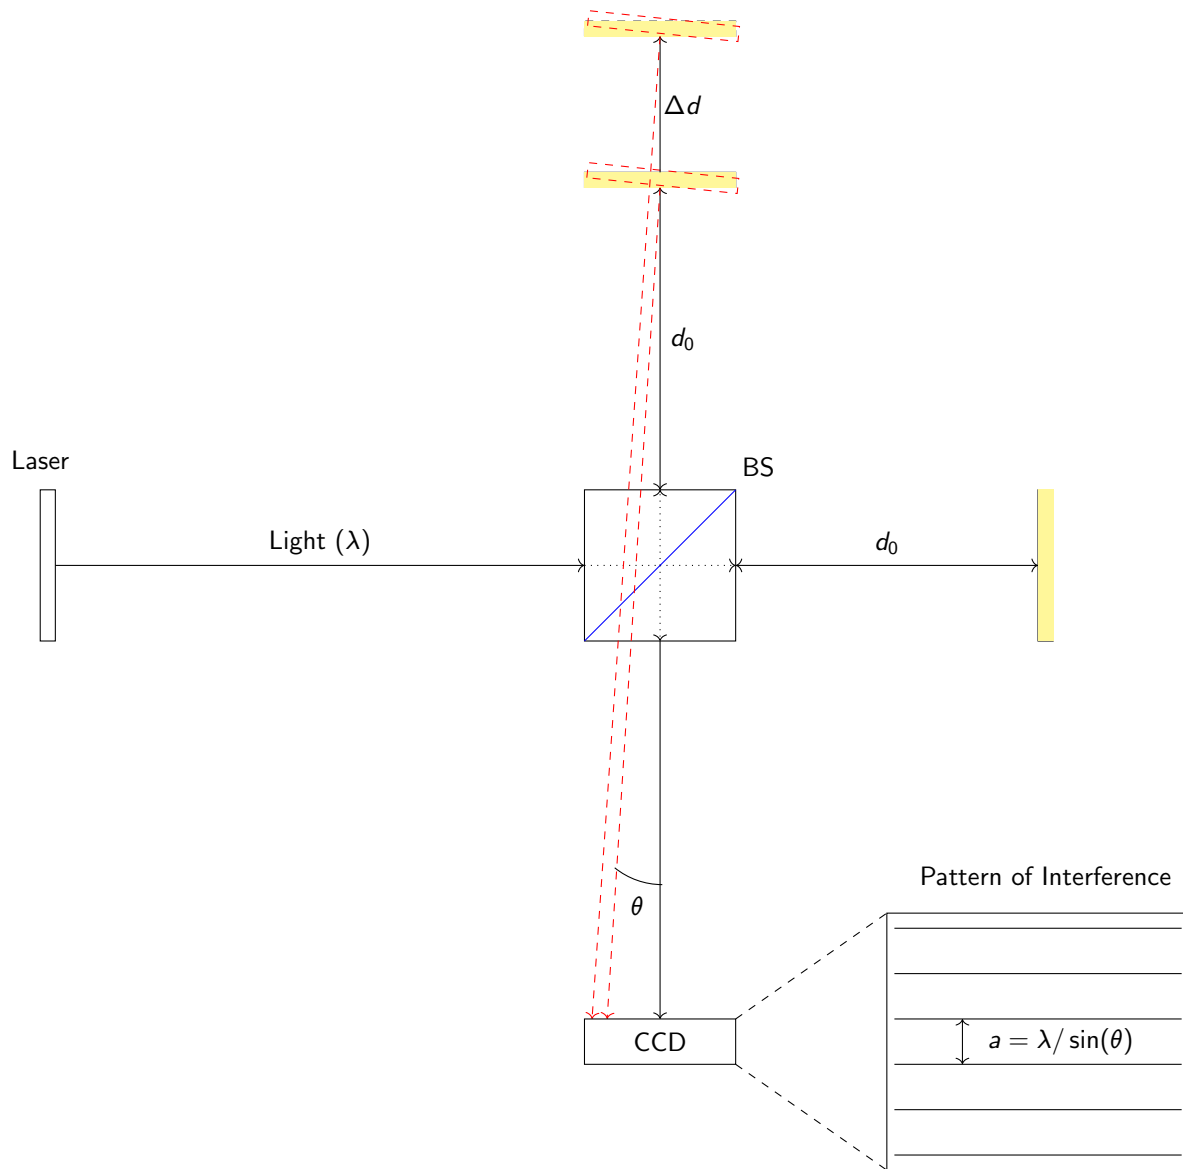 Δd
d₀
Laser
BS
Light (λ)
d₀
θ
Pattern of Interference
CCD
a = λ/ sin(θ)